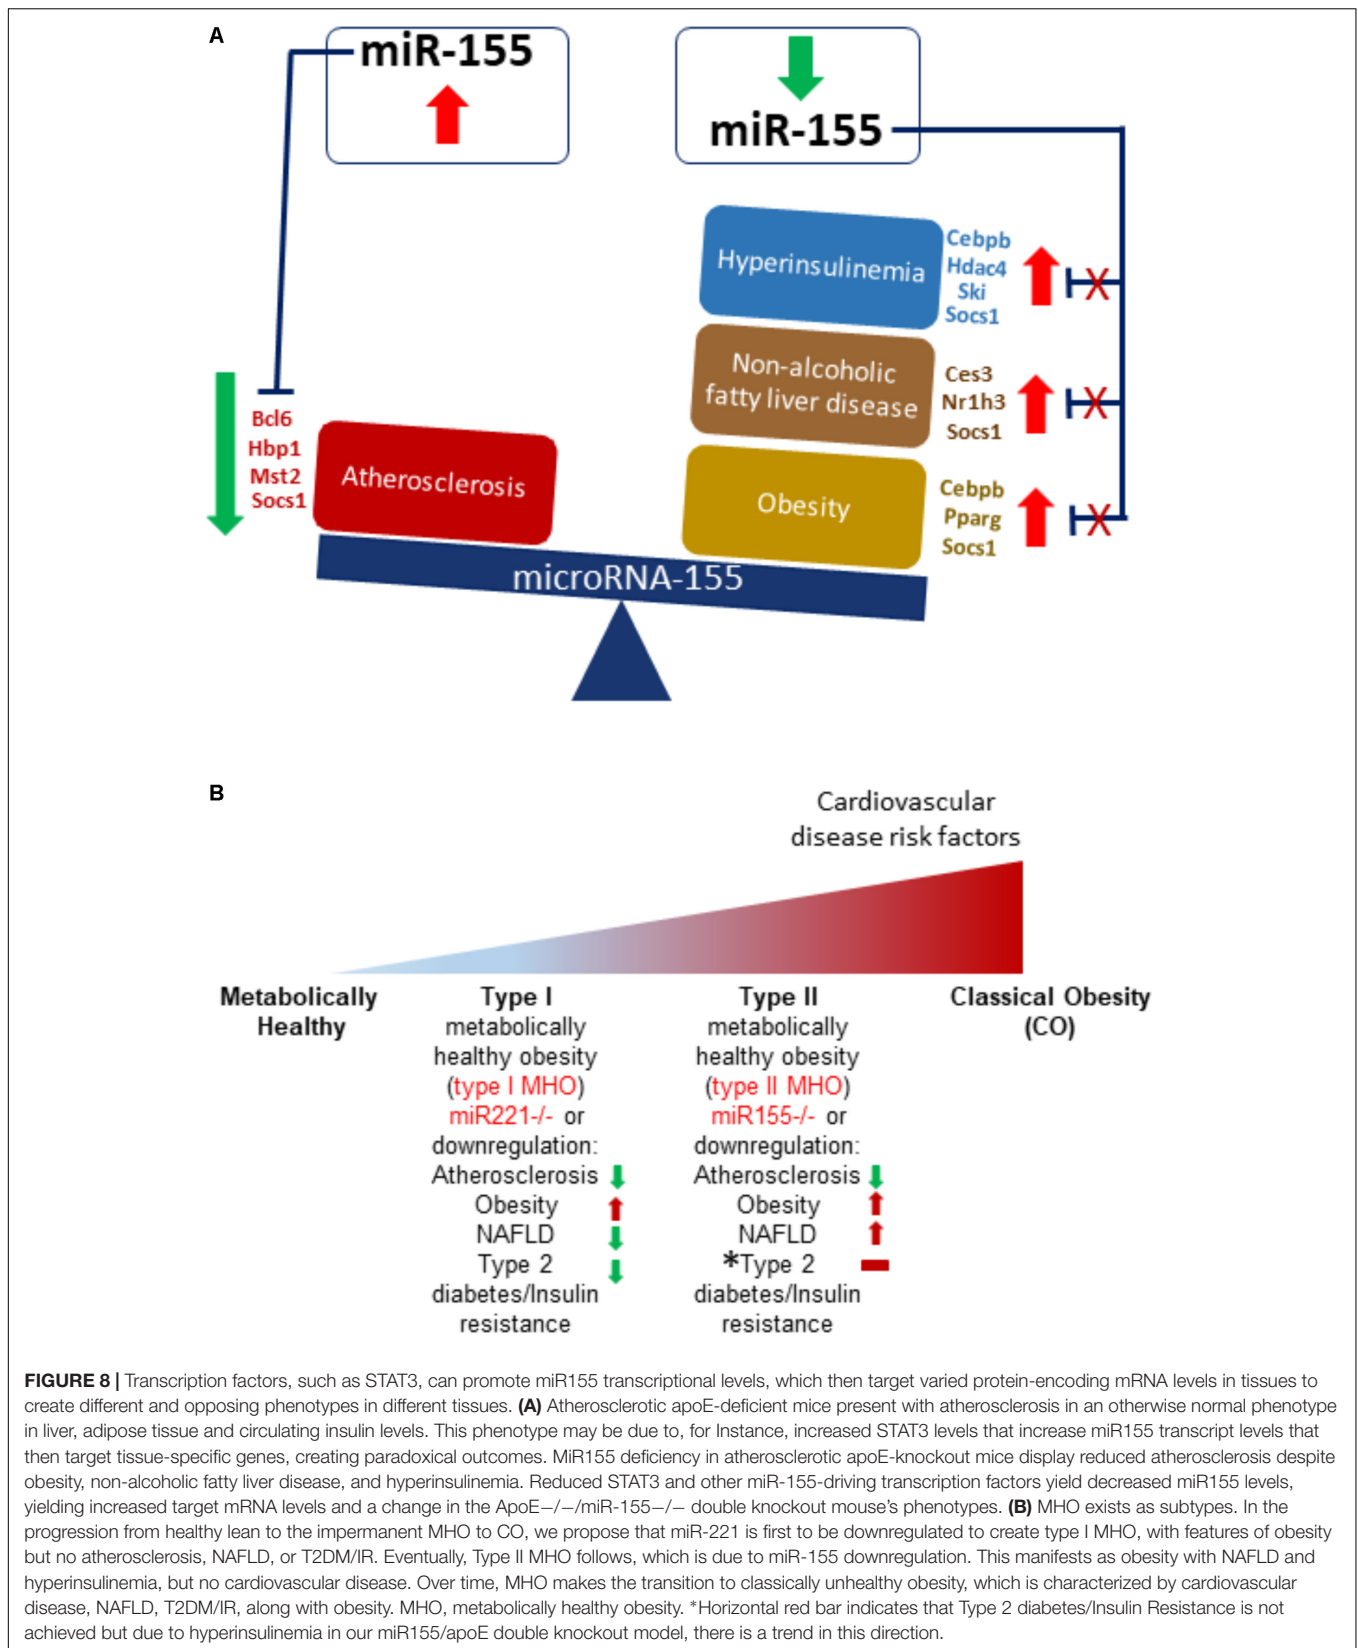 A
miR-155
miR-155
Hyperinsulinemia
Cebpb
Hdac4
Ski
Socs1
Non-alcoholic
fatty liver disease
Ces3
Nr1h3
Socs1
Bcl6
Hbp1
Mst2
Socs1
Atherosclerosis
Obesity
Cebpb
Pparg
Socs1
microRNA-155
B
Cardiovascular
disease risk factors
Metabolically
Healthy
Type I
metabolically
healthy obesity
(type I MHO)
miR221-/- or
downregulation:
Atherosclerosis
Obesity
NAFLD
Type 2
diabetes/Insulin
resistance
Type II
metabolically
healthy obesity
(type II MHO)
miR155-/- or
downregulation:
Atherosclerosis
Obesity
NAFLD
*Type 2
diabetes/Insulin
resistance
Classical Obesity
(CO)
FIGURE 8 | Transcription factors, such as STAT3, can promote miR155 transcriptional levels, which then target varied protein-encoding mRNA levels in tissues to
create different and opposing phenotypes in different tissues. (A) Atherosclerotic apoE-deficient mice present with atherosclerosis in an otherwise normal phenotype
in liver, adipose tissue and circulating insulin levels. This phenotype may be due to, for Instance, increased STAT3 levels that increase miR155 transcript levels that
then target tissue-specific genes, creating paradoxical outcomes. MiR155 deficiency in atherosclerotic apoE-knockout mice display reduced atherosclerosis despite
obesity, non-alcoholic fatty liver disease, and hyperinsulinemia. Reduced STAT3 and other miR-155-driving transcription factors yield decreased miR155 levels,
yielding increased target mRNA levels and a change in the ApoE−/−/miR-155−/− double knockout mouse's phenotypes. (B) MHO exists as subtypes. In the
progression from healthy lean to the impermanent MHO to CO, we propose that miR-221 is first to be downregulated to create type I MHO, with features of obesity
but no atherosclerosis, NAFLD, or T2DM/IR. Eventually, Type II MHO follows, which is due to miR-155 downregulation. This manifests as obesity with NAFLD and
hyperinsulinemia, but no cardiovascular disease. Over time, MHO makes the transition to classically unhealthy obesity, which is characterized by cardiovascular
disease, NAFLD, T2DM/IR, along with obesity. MHO, metabolically healthy obesity. *Horizontal red bar indicates that Type 2 diabetes/Insulin Resistance is not
achieved but due to hyperinsulinemia in our miR155/apoE double knockout model, there is a trend in this direction.